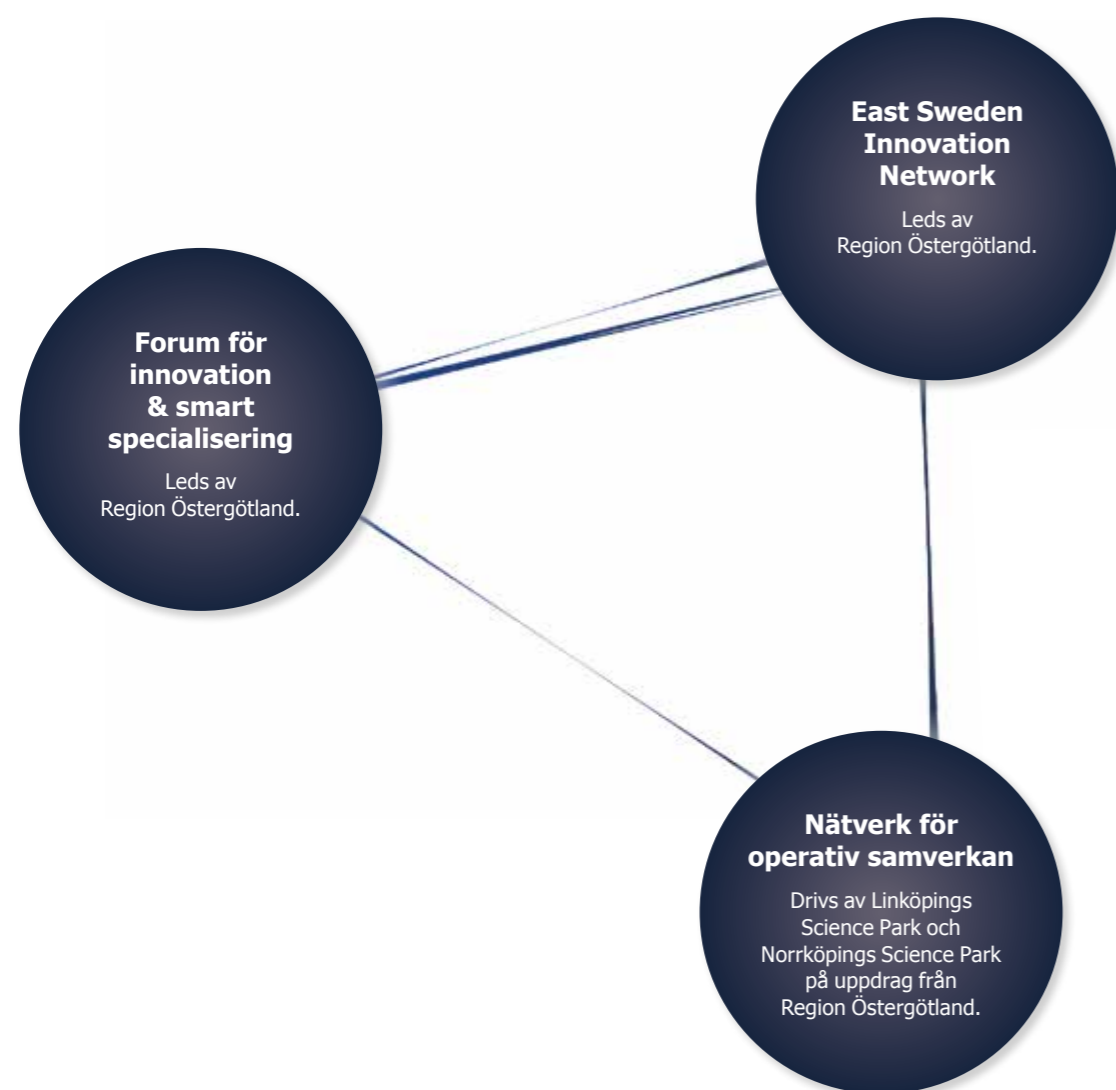 East Sweden
Innovation
Network
Leds av
Region Östergötland.
Forum för
innovation
& smart
specialisering
Leds av
Region Östergötland.
Nätverk för
operativ samverkan
Drivs av Linköpings
Science Park och
Norrköpings Science Park
på uppdrag från
Region Östergötland.